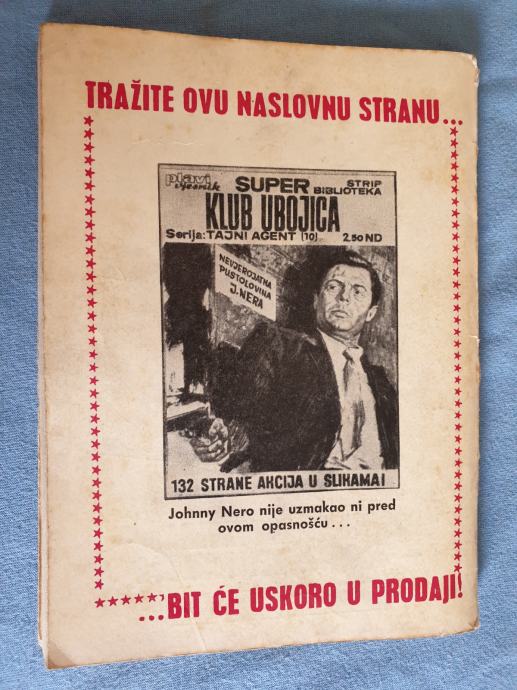 TRAŽITE OVU NASLOVNU STRANU...
plavi vjesnik SUPER STRIP BIBLIOTEKA
KLUB UBOJICA
Serija: TAJNI AGENT (10) 2.50 ND
NEVJEROJATNA
PUSTOLOVINA
J. NERA
132 STRANE AKCIJA U SLIKAMA!
Johnny Nero nije uzmakao ni pred
ovom opasnošću...
...BIT ĆE USKORO U PRODAJI!